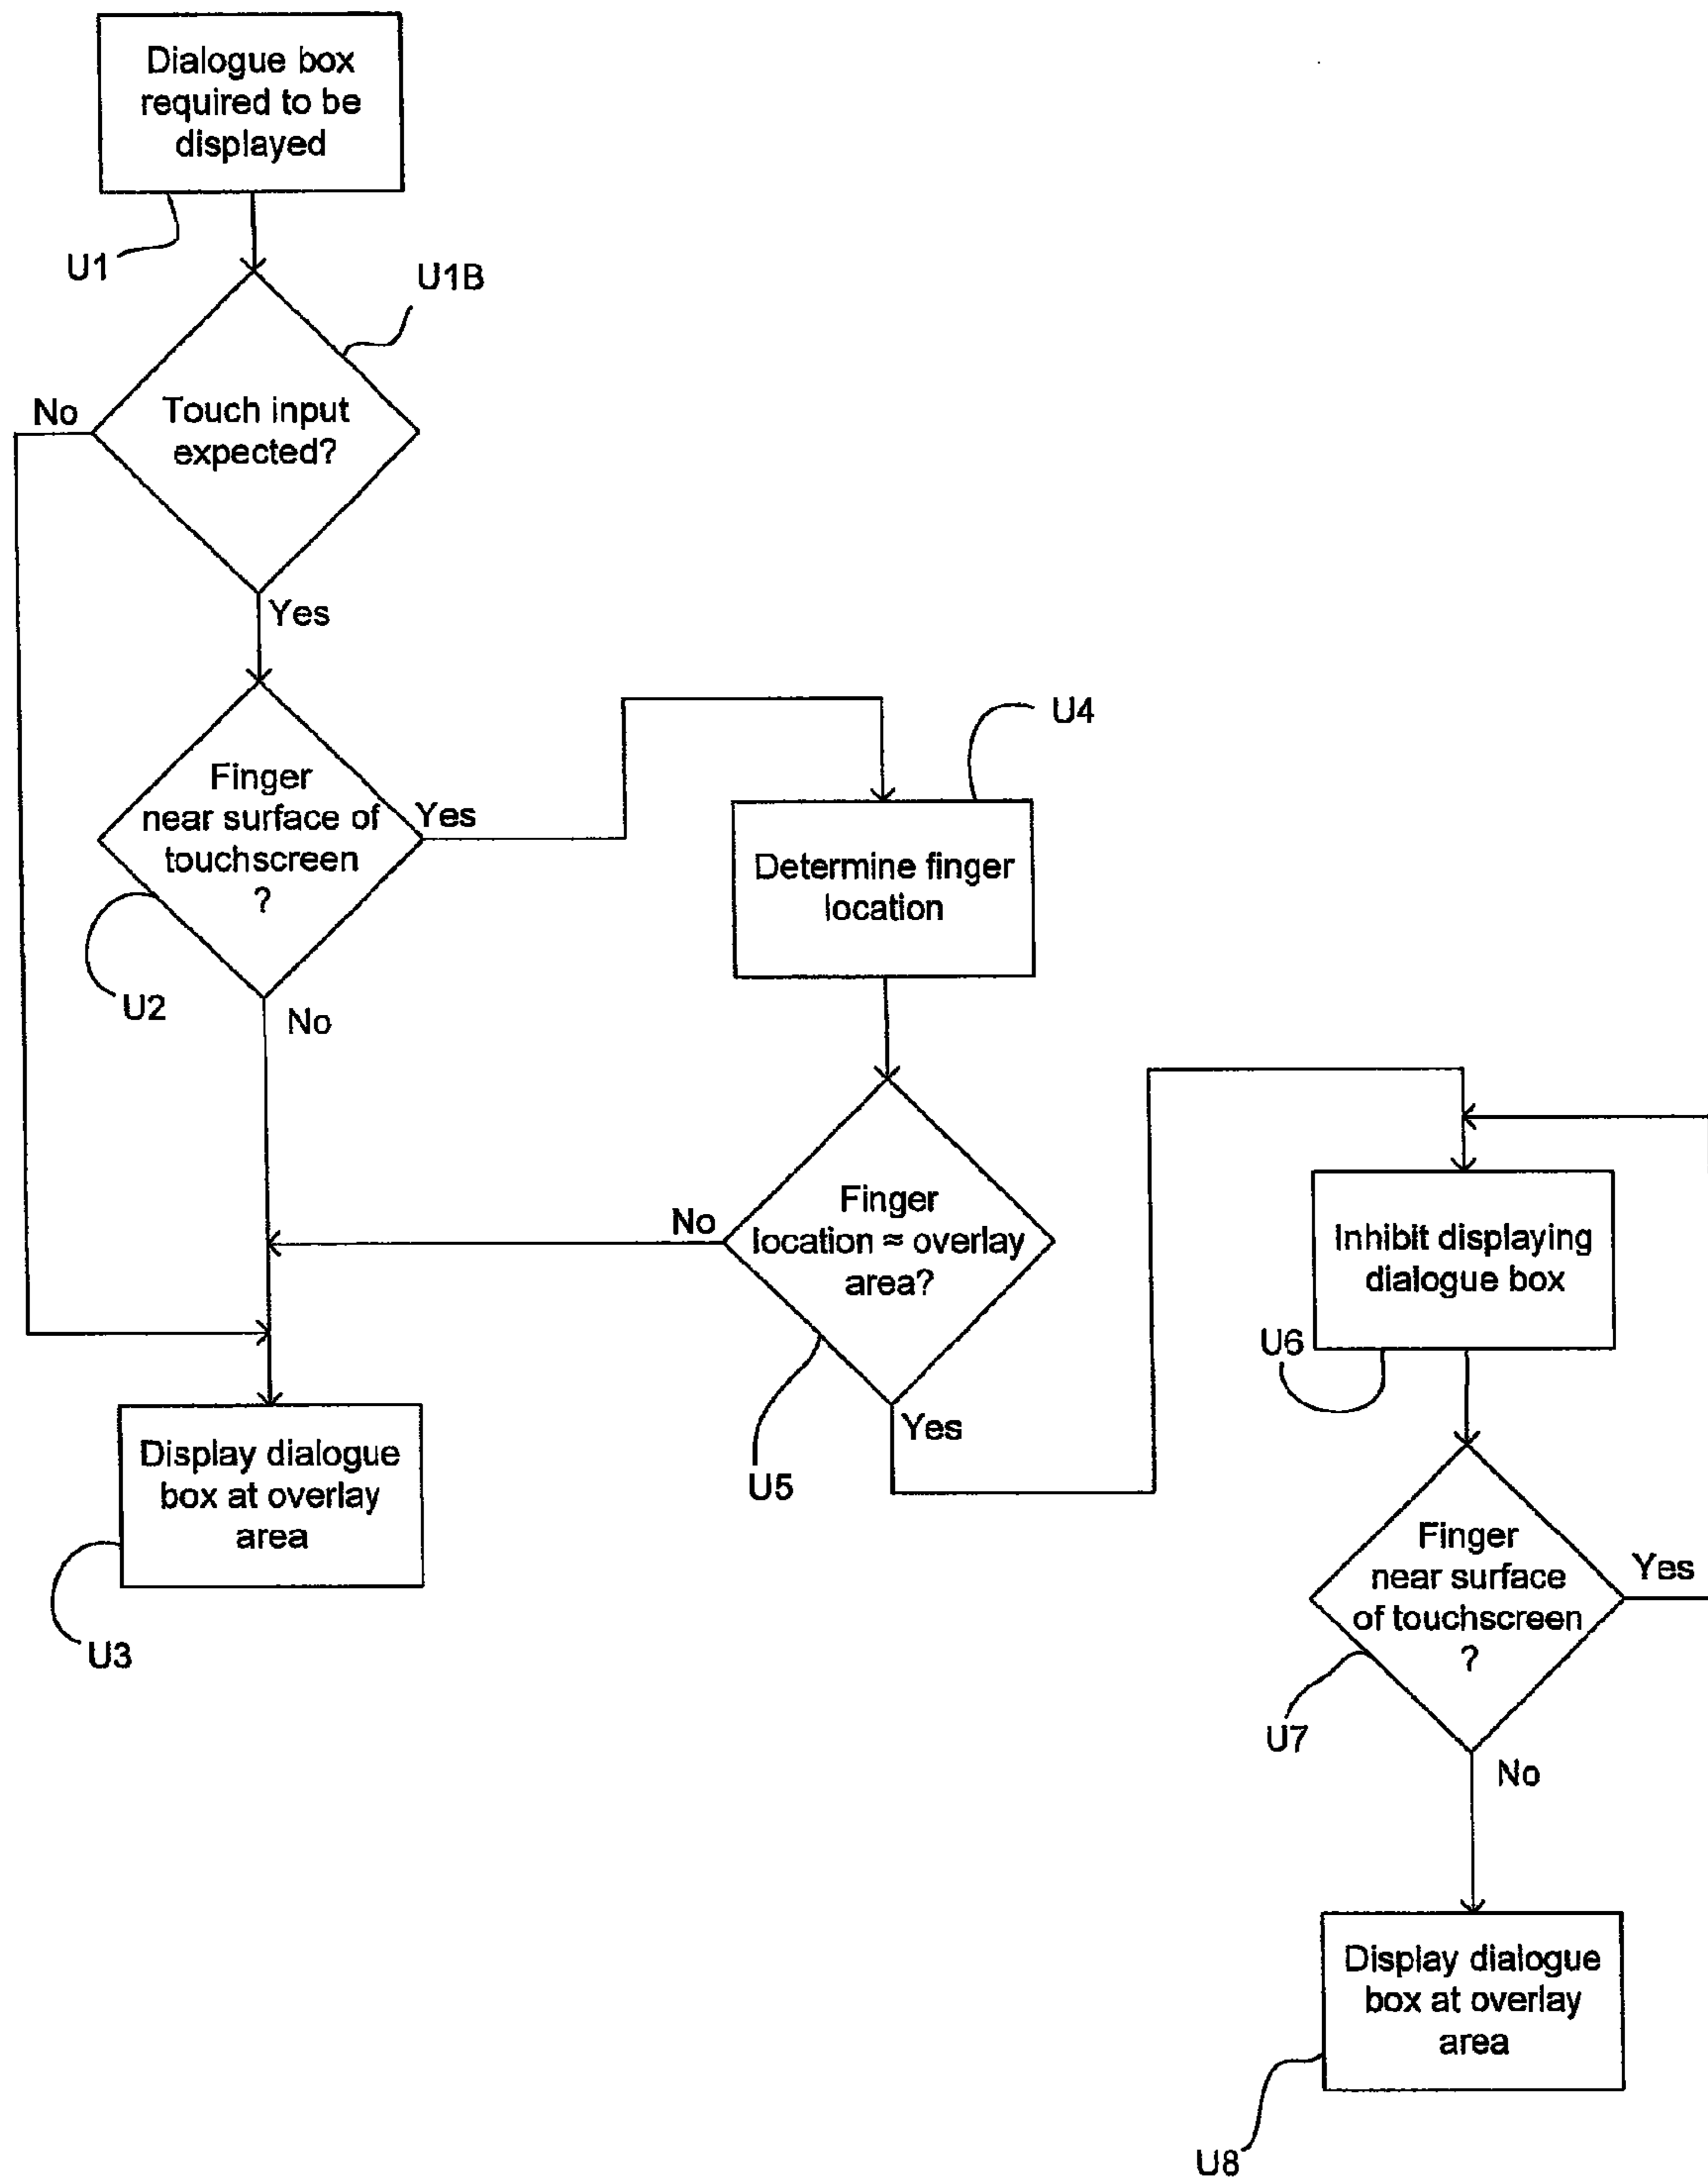 Dialogue box
required to be
displayed
U1
U1B
No
Touch input
expected?
Yes
Finger
near surface of
touchscreen
?
Yes
U2
No
U4
Determine finger
location
Finger
location ≈ overlay
area?
No
Yes
U5
Display dialogue
box at overlay
area
U3
Inhibit displaying
dialogue box
U6
Finger
near surface
of touchscreen
?
Yes
U7
No
Display dialogue
box at overlay
area
U8